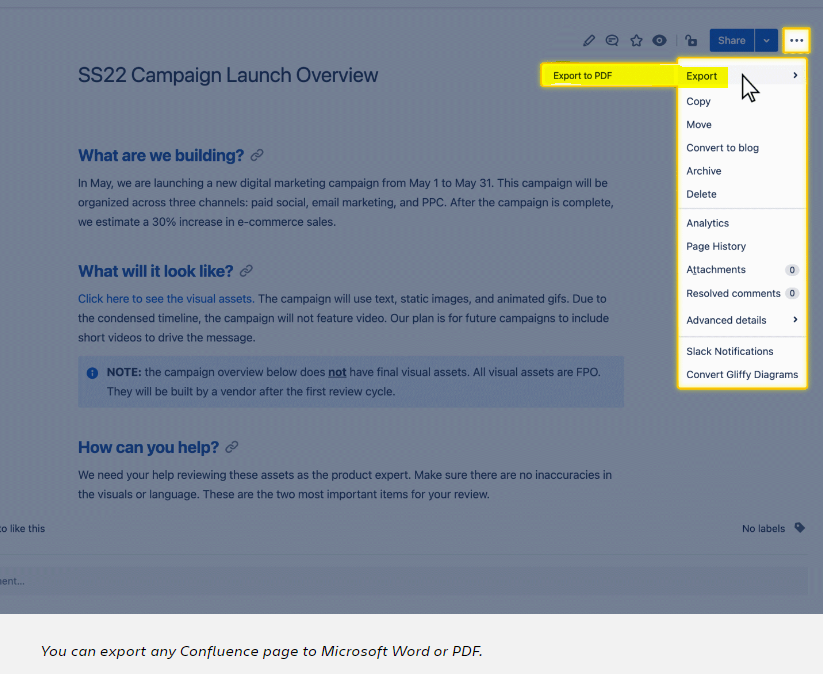 Share
SS22 Campaign Launch Overview
Export to PDF
Export
Copy
Move
Convert to blog
Archive
Delete
Analytics
Page History
Attachments 0
Resolved comments 0
Advanced details
Slack Notifications
Convert Gliffy Diagrams
What are we building?
In May, we are launching a new digital marketing campaign from May 1 to May 31. This campaign will be
organized across three channels: paid social, email marketing, and PPC. After the campaign is complete,
we estimate a 30% increase in e-commerce sales.
What will it look like?
Click here to see the visual assets. The campaign will use text, static images, and animated gifs. Due to
the condensed timeline, the campaign will not feature video. Our plan is for future campaigns to include
short videos to drive the message.
NOTE: the campaign overview below does not have final visual assets. All visual assets are FPO.
They will be built by a vendor after the first review cycle.
How can you help?
We need your help reviewing these assets as the product expert. Make sure there are no inaccuracies in
the visuals or language. These are the two most important items for your review.
to like this
No labels
You can export any Confluence page to Microsoft Word or PDF.